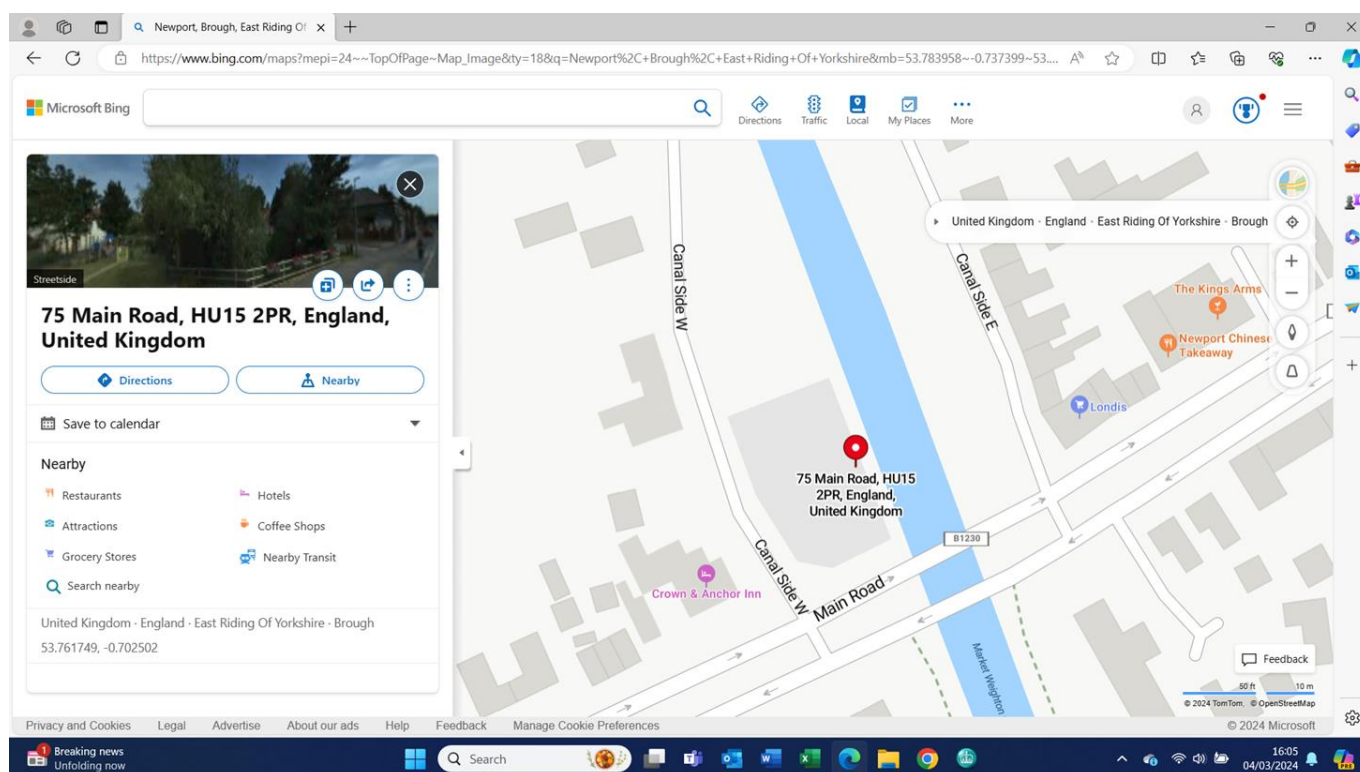 Newport, Brough, East Riding Of
https://www.bing.com/maps?mepi=24~~TopOfPage~Map_Image&ty=18&q=Newport%2C+Brough%2C+East+Riding+Of+Yorkshire&mb=53.783958~-0.737399~53....
Microsoft Bing
Directions
Traffic
Local
My Places
More
Streetside
75 Main Road, HU15 2PR, England,
United Kingdom
Directions
Nearby
Save to calendar
Nearby
Restaurants
Hotels
Attractions
Coffee Shops
Grocery Stores
Nearby Transit
Search nearby
United Kingdom · England · East Riding Of Yorkshire · Brough
53.761749, -0.702502
United Kingdom · England · East Riding Of Yorkshire · Brough
Canal Side W
Canal Side E
The Kings Arms
Newport Chinese
Takeaway
Londis
75 Main Road, HU15
2PR, England,
United Kingdom
B1230
Canal Side W
Crown & Anchor Inn
Main Road
Market Weighton
Feedback
50 ft
10 m
© 2024 TomTom, © OpenStreetMap
Privacy and Cookies
Legal
Advertise
About our ads
Help
Feedback
Manage Cookie Preferences
© 2024 Microsoft
1
Breaking news
Unfolding now
Search
16:05
04/03/2024
PRE